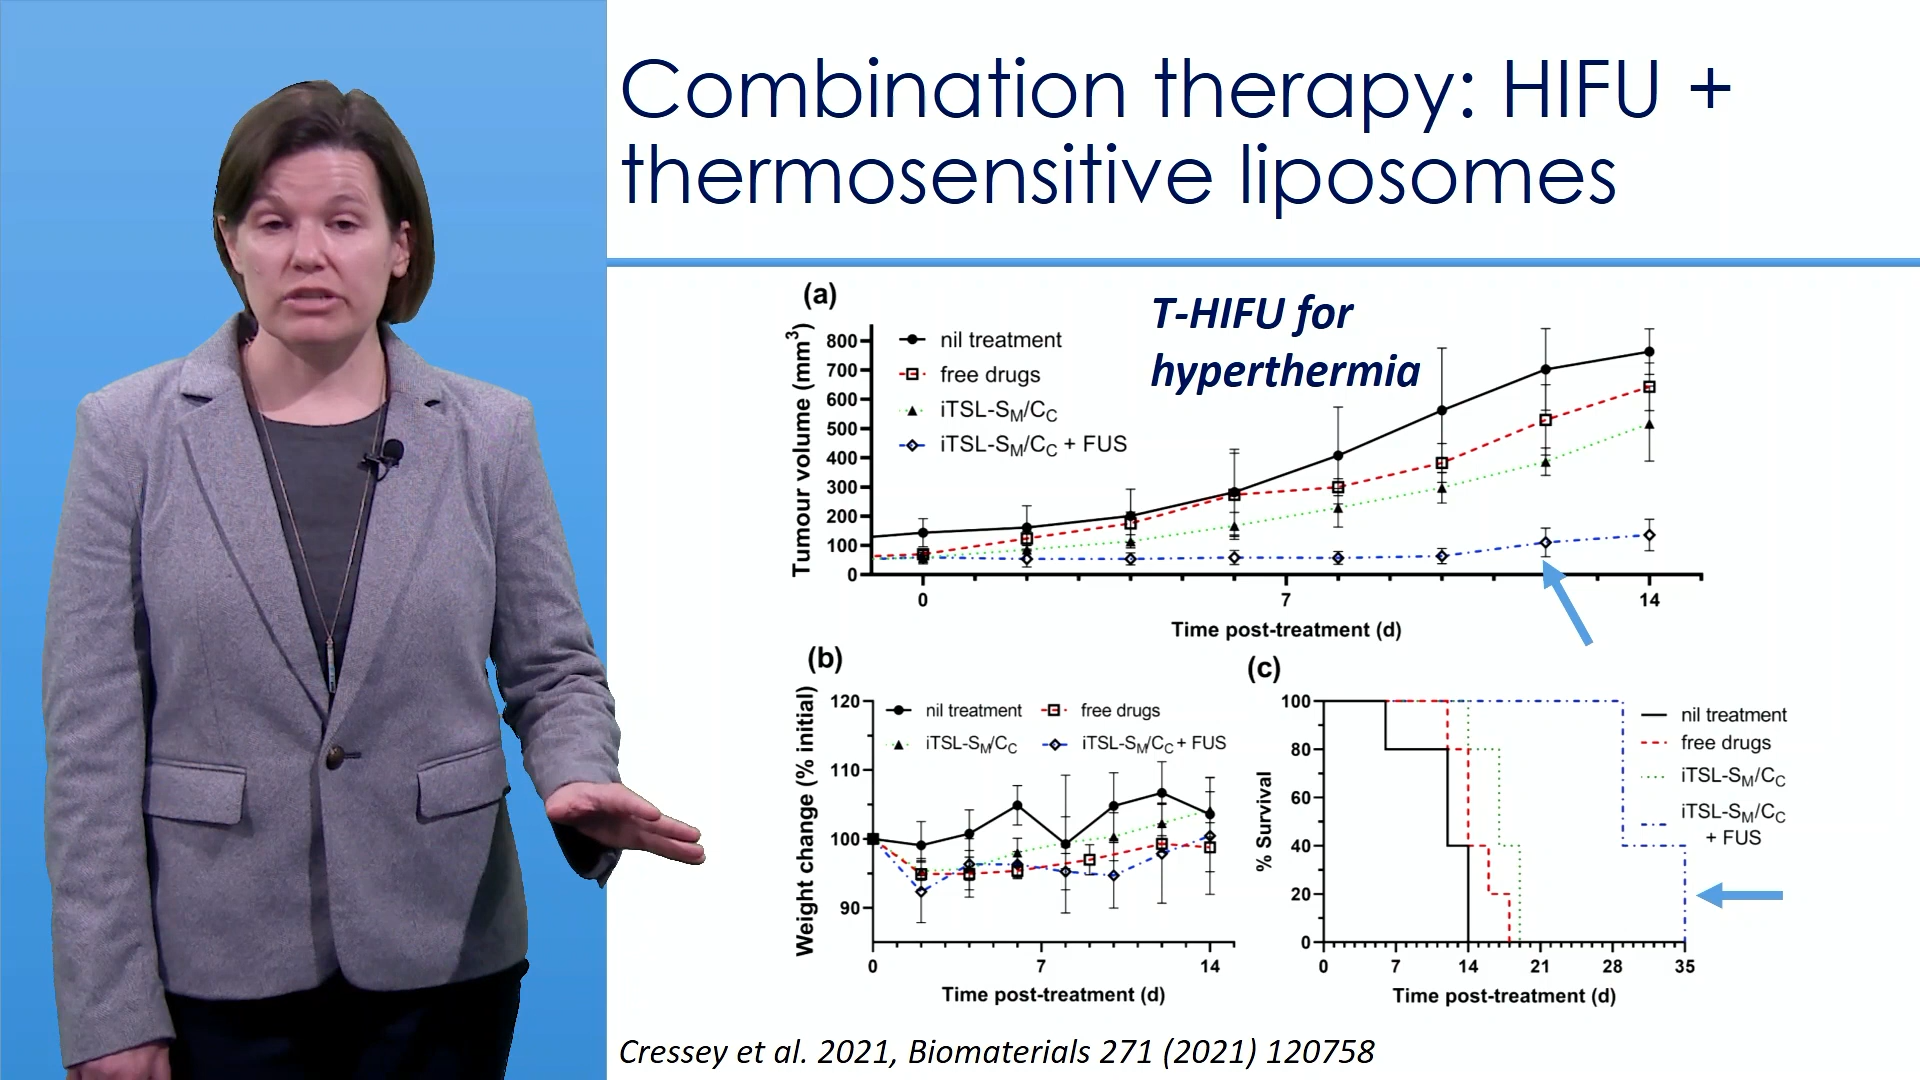 Combination therapy: HIFU +
thermosensitive liposomes
(a)
T-HIFU for
hyperthermia
Tumour volume (mm³)
800
700
600
500
400
300
200
100
0
nil treatment
free drugs
iTSL-SM/CC
iTSL-SM/CC + FUS
0 7 14
Time post-treatment (d)
(b)
Weight change (% initial)
120
110
100
90
nil treatment free drugs
iTSL-SM/CC iTSL-SM/CC + FUS
0 7 14
Time post-treatment (d)
(c)
% Survival
100
80
60
40
20
0
nil treatment
free drugs
iTSL-SM/CC
iTSL-SM/CC
+ FUS
0 7 14 21 28 35
Time post-treatment (d)
Cressey et al. 2021, Biomaterials 271 (2021) 120758